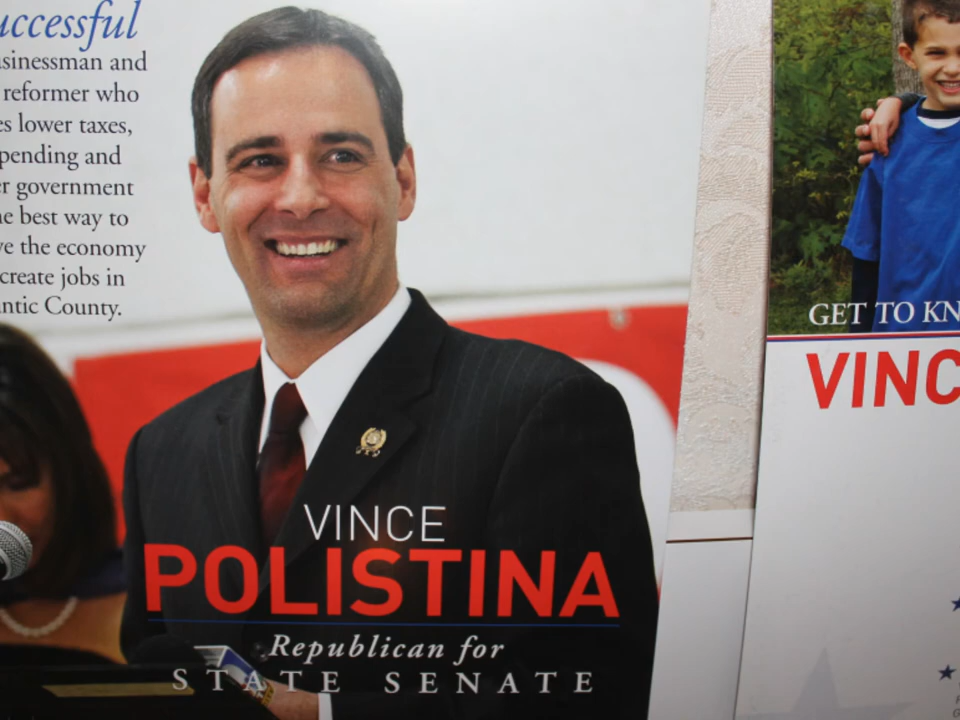 uccessful
sinessman and
reformer who
es lower taxes,
pending and
er government
he best way to
ve the economy
create jobs in
ntic County.
VINCE
POLISTINA
Republican for
STATE SENATE
GET TO KN
VINC